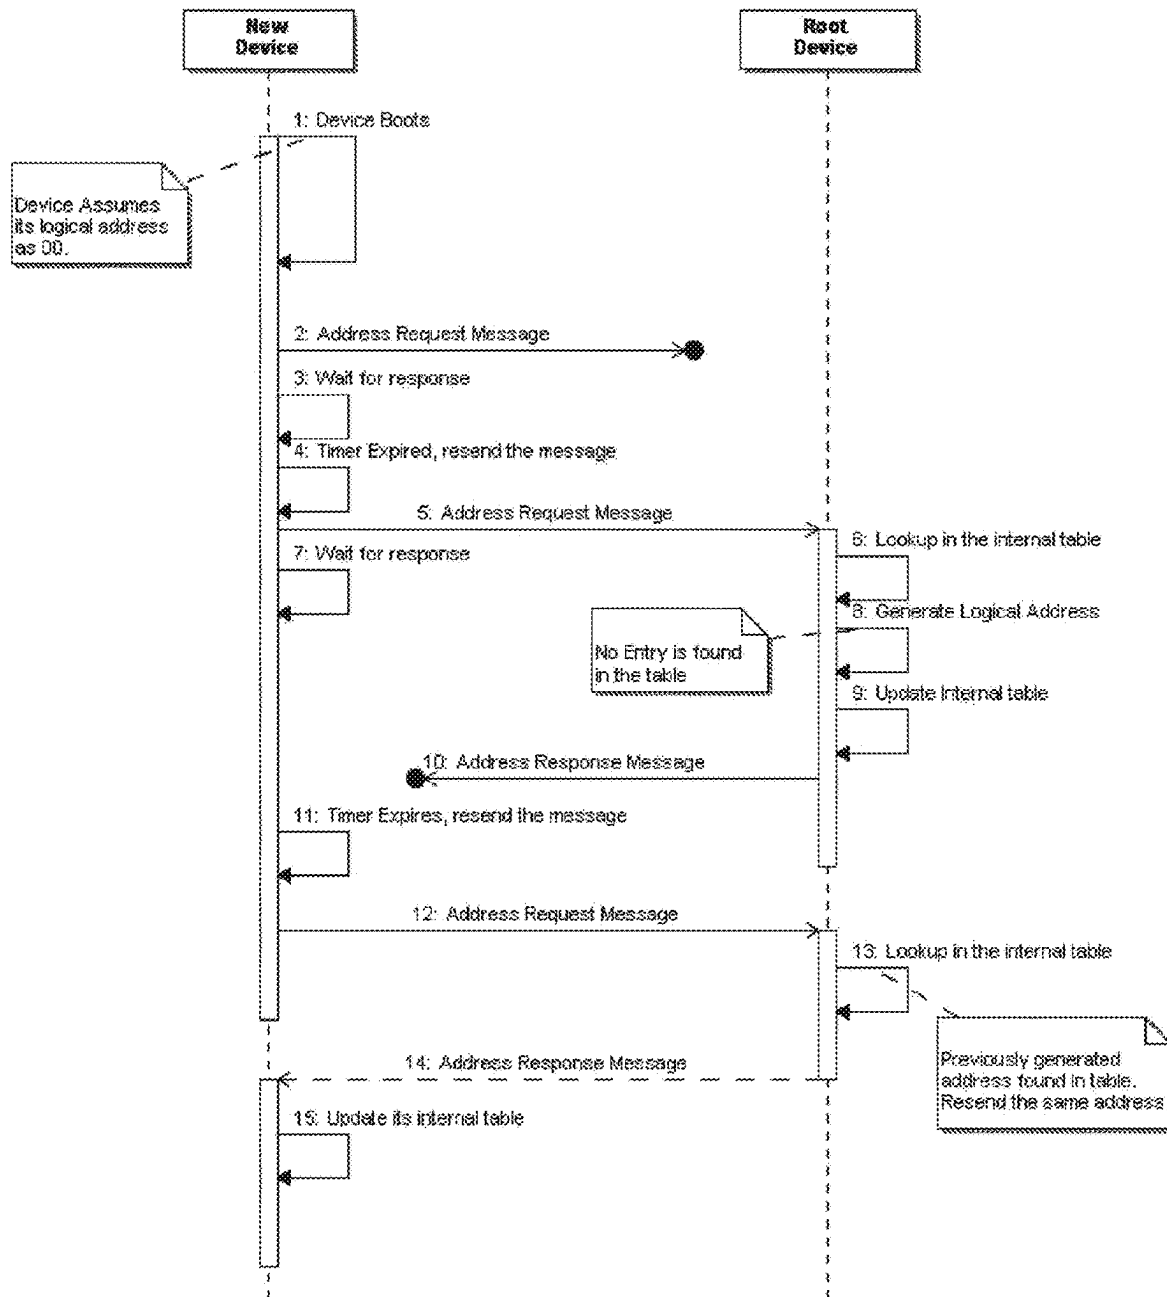 New
Device
Root
Device
1: Device Boots
Device Assumes
its logical address
as 00.
2: Address Request Message
3: Wait for response
4: Timer Expired, resend the message
5: Address Request Message
6: Lookup in the internal table
7: Wait for response
8: Generate Logical Address
No Entry is found
in the table
9: Update Internal table
10: Address Response Message
11: Timer Expires, resend the message
12: Address Request Message
13: Lookup in the internal table
Previously generated
address found in table.
Resend the same address
14: Address Response Message
15: Update its internal table